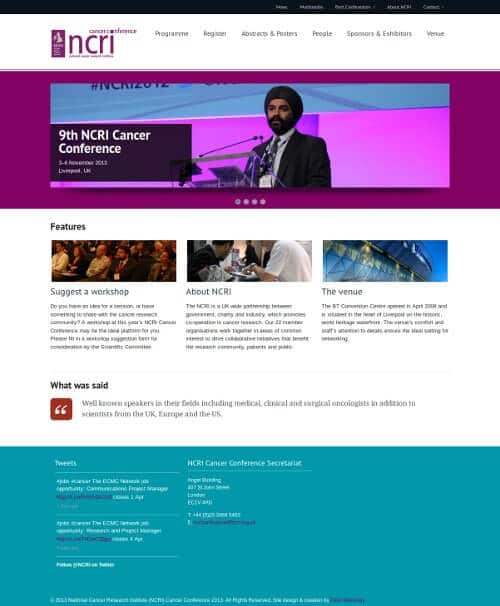 News Multimedia Past Conferences About NCRI Contact
cancer conference
ncri
national cancer research institute
Programme Register Abstracts & Posters People Sponsors & Exhibitors Venue
#NCRI2012
9th NCRI Cancer
Conference
3–6 November 2013
Liverpool, UK
Features
Suggest a workshop
Do you have an idea for a session, or have
something to share with the cancer research
community? A workshop at this year's NCRI Cancer
Conference may be the ideal platform for you.
Please fill in a workshop suggestion form for
consideration by the Scientific Committee.
About NCRI
The NCRI is a UK wide partnership between
government, charity and industry, which promotes
co-operation in cancer research. Our 22 member
organisations work together in areas of common
interest to drive collaborative initiatives that benefit
the research community, patients and public.
The venue
The BT Convention Centre opened in April 2008 and
is situated in the heart of Liverpool on the historic,
world heritage waterfront. The venue's comfort and
staff's attention to details ensure the ideal setting for
networking.
What was said
Well known speakers in their fields including medical, clinical and surgical oncologists in addition to
scientists from the UK, Europe and the US.
Tweets
#jobs #cancer The ECMC Network job
opportunity: Communications Project Manager
closes 1 Apr
#jobs #cancer The ECMC Network job
opportunity: Research and Project Manager
closes 4 Apr
Follow @NCRI on Twitter
NCRI Cancer Conference Secretariat
Angel Building
407 St John Street
London
EC1V 4AD
T: +44 (0)20 3469 5453
E:
© 2013 National Cancer Research Institute (NCRI) Cancer Conference 2013. All Rights Reserved. Site design & creation by